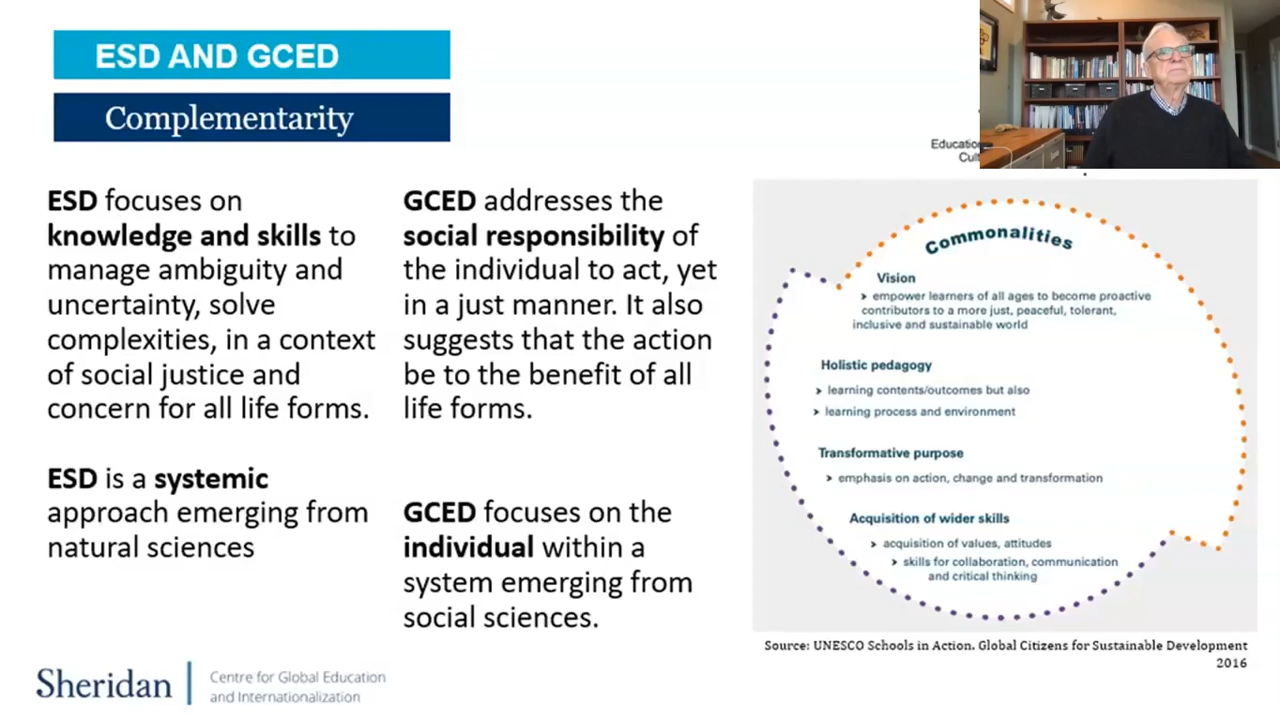 ESD AND GCED
Complementarity
ESD focuses on
knowledge and skills to
manage ambiguity and
uncertainty, solve
complexities, in a context
of social justice and
concern for all life forms.
ESD is a systemic
approach emerging from
natural sciences
GCED addresses the
social responsibility of
the individual to act, yet
in a just manner. It also
suggests that the action
be to the benefit of all
life forms.
GCED focuses on the
individual within a
system emerging from
social sciences.
Commonalities
Vision
➤ empower learners of all ages to become proactive
contributors to a more just, peaceful, tolerant,
inclusive and sustainable world
Holistic pedagogy
➤ learning contents/outcomes but also
➤ learning process and environment
Transformative purpose
➤ emphasis on action, change and transformation
Acquisition of wider skills
➤ acquisition of values, attitudes
➤ skills for collaboration, communication
and critical thinking
Source: UNESCO Schools in Action. Global Citizens for Sustainable Development
2016
Sheridan
Centre for Global Education
and Internationalization